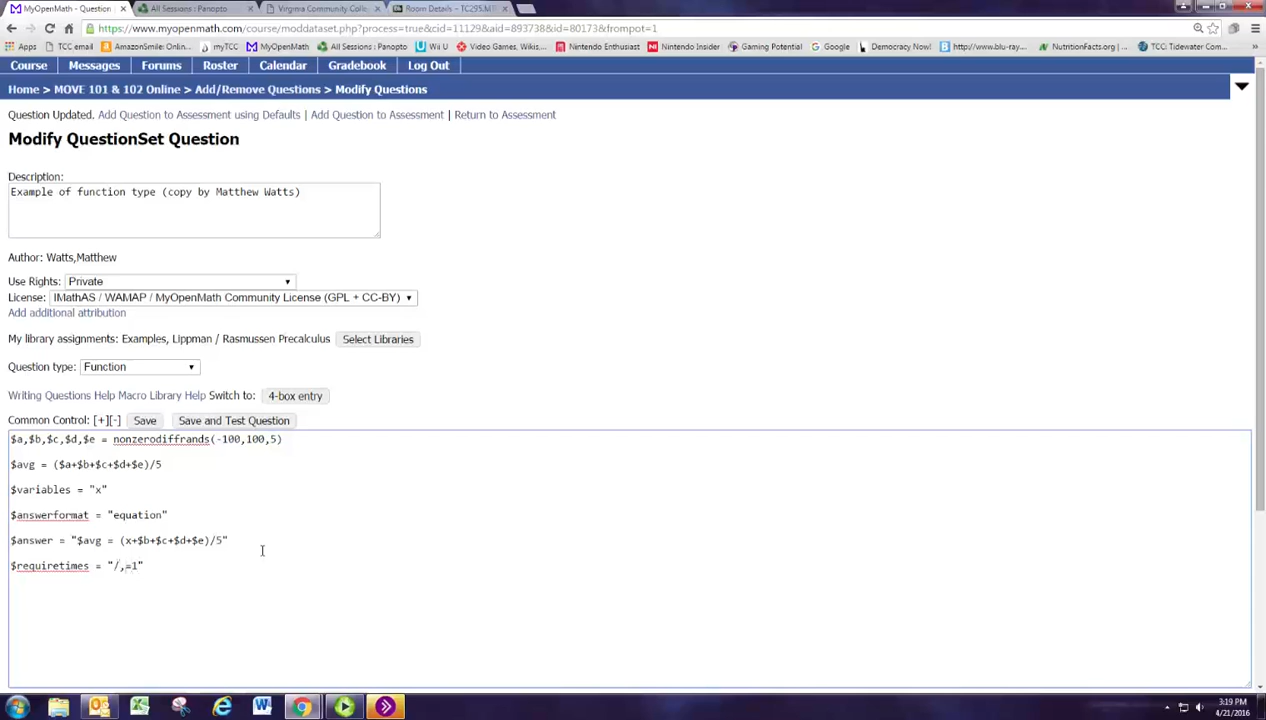 MyOpenMath - Question
All Sessions : Panopto
Virginia Community Colle
Room Details – TC295.MIT
https://www.myopenmath.com/course/moddataset.php?process=true&cid=11129&aid=893738&id=80173&frompot=1
Apps TCC email AmazonSmile: Onlin... myTCC MyOpenMath All Sessions : Panopto Wii U Video Games, Wikis,... Nintendo Enthusiast Nintendo Insider Gaming Potential Google Democracy Now! http://www.blu-ray... NutritionFacts.org | ... TCC: Tidewater Com...
Course Messages Forums Roster Calendar Gradebook Log Out
Home > MOVE 101 & 102 Online > Add/Remove Questions > Modify Questions
Question Updated. Add Question to Assessment using Defaults | Add Question to Assessment | Return to Assessment
Modify QuestionSet Question
Description:
Example of function type (copy by Matthew Watts)
Author: Watts,Matthew
Use Rights: Private
License: IMathAS / WAMAP / MyOpenMath Community License (GPL + CC-BY)
Add additional attribution
My library assignments: Examples, Lippman / Rasmussen Precalculus Select Libraries
Question type: Function
Writing Questions Help Macro Library Help Switch to: 4-box entry
Common Control: [+][-] Save Save and Test Question
$a,$b,$c,$d,$e = nonzerodiffrands(-100,100,5)
$avg = ($a+$b+$c+$d+$e)/5
$variables = "x"
$answerformat = "equation"
$answer = "$avg = (x+$b+$c+$d+$e)/5"
$requiretimes = "/,=1"
3:19 PM
4/21/2016